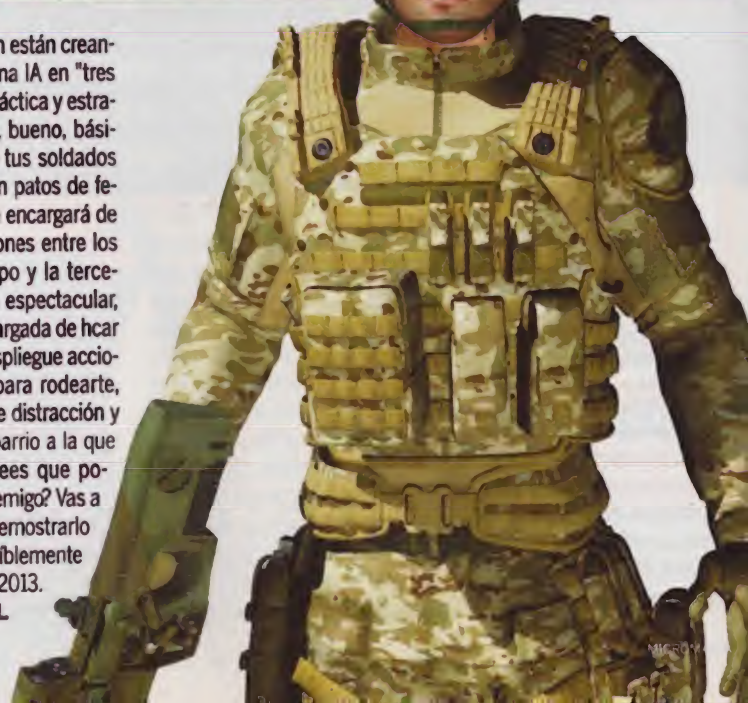 n están crean-
na IA en "tres
áctica y estra-
, bueno, bási-
tus soldados
n patos de fe-
encargará de
ones entre los
po y la terce-
espectacular,
argada de hcar
spliegue accio-
para rodearte,
e distracción y
arrio a la que
ees que po-
emigo? Vas a
emostrarlo
íblemente
2013.
L